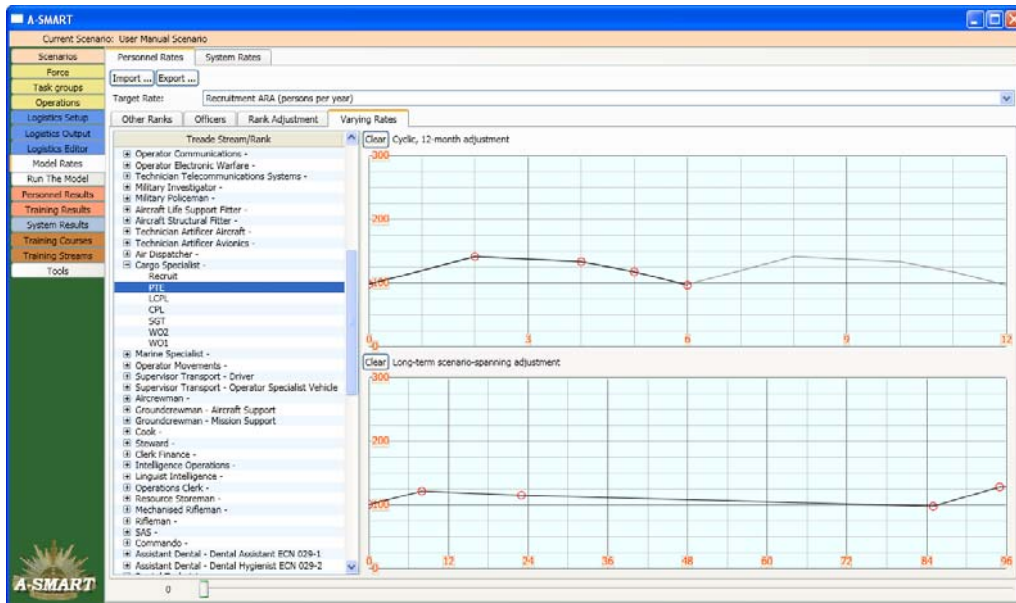 A-SMART
Current Scenario: User Manual Scenario
Scenarios
Force
Task groups
Operations
Logistics Setup
Logistics Output
Logistics Editor
Model Rates
Run The Model
Personnel Results
Training Results
System Results
Training Courses
Training Streams
Tools
A-SMART
Personnel Rates
System Rates
Import ...
Export ...
Target Rate:
Recruitment ARA (persons per year)
Other Ranks
Officers
Rank Adjustment
Varying Rates
Treade Stream/Rank
Operator Communications -
Operator Electronic Warfare -
Technician Telecommunications Systems -
Military Investigator -
Military Policeman -
Aircraft Life Support Fitter -
Aircraft Structural Fitter -
Technician Artificer Aircraft -
Technician Artificer Avionics -
Air Dispatcher -
Cargo Specialist -
Recruit
PTE
LCPL
CPL
SGT
WO2
WO1
Marine Specialist -
Operator Movements -
Supervisor Transport - Driver
Supervisor Transport - Operator Specialist Vehicle
Aircrewman -
Groundcrewman - Aircraft Support
Groundcrewman - Mission Support
Cook -
Steward -
Clerk Finance -
Intelligence Operations -
Linguist Intelligence -
Operations Clerk -
Resource Storeman -
Mechanised Rifleman -
Rifleman -
SAS -
Commando -
Assistant Dental - Dental Assistant ECN 029-1
Assistant Dental - Dental Hygienist ECN 029-2
Clear Cyclic, 12-month adjustment
300
200
100
0
0 3 6 9 12
Clear Long-term scenario-spanning adjustment
300
200
100
0
0 12 24 36 48 60 72 84 96
0